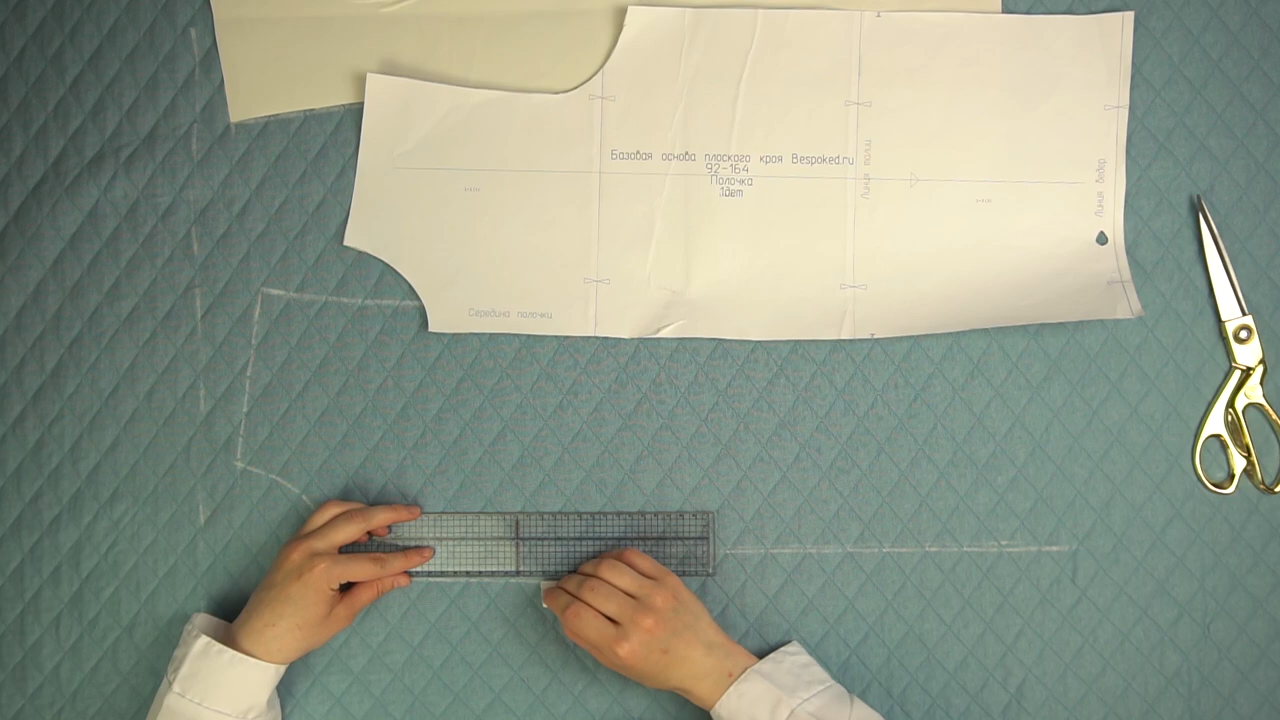 Базовая основа плоского кроя Bespoked.ru
92-164
Полочка
1дет
Линия талии
Линия бедер
Середина полочки